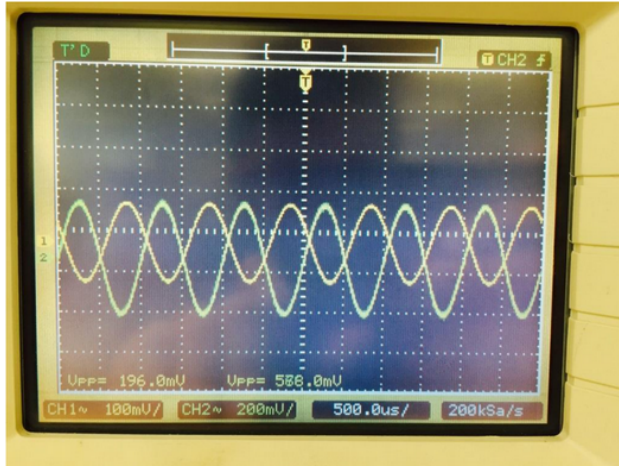 T'D
T CH2
T
T
1
2
Vpp= 196.0mV Vpp= 588.0mV
CH1~ 100mV/ CH2~ 200mV/ 500.0us/ 200kSa/s